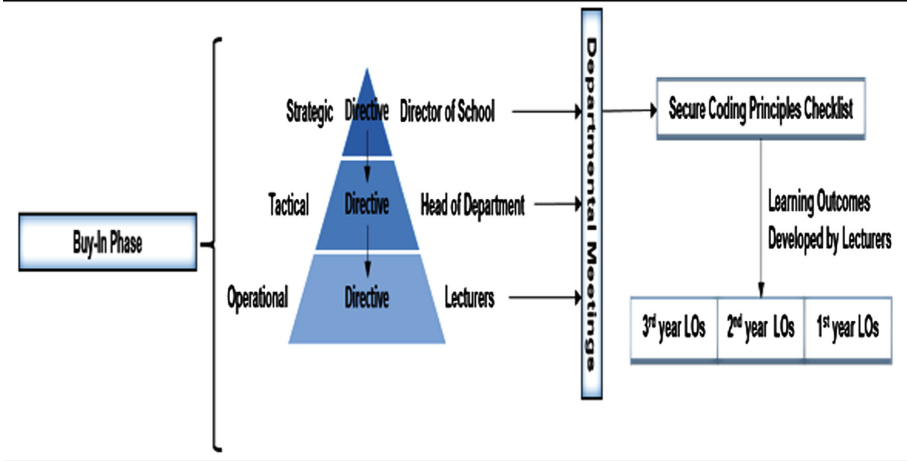 Buy-In Phase
Strategic Directive Director of School
Tactical Directive Head of Department
Operational Directive Lecturers
Departmental Meetings
Secure Coding Principles Checklist
Learning Outcomes
Developed by Lecturers
3rd year LOs 2nd year LOs 1st year LOs